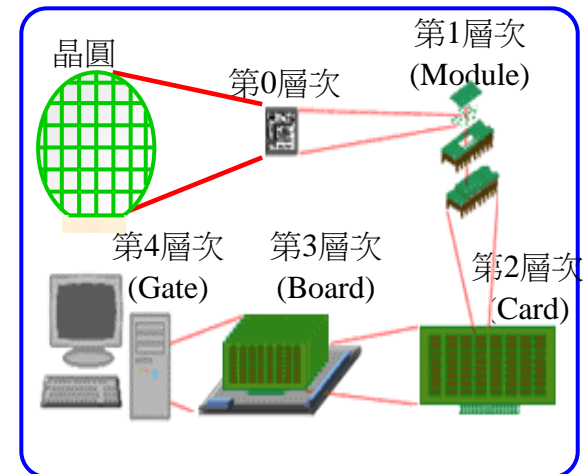 晶圓
第0層次
第1層次
(Module)
第2層次
(Card)
第3層次
(Board)
第4層次
(Gate)